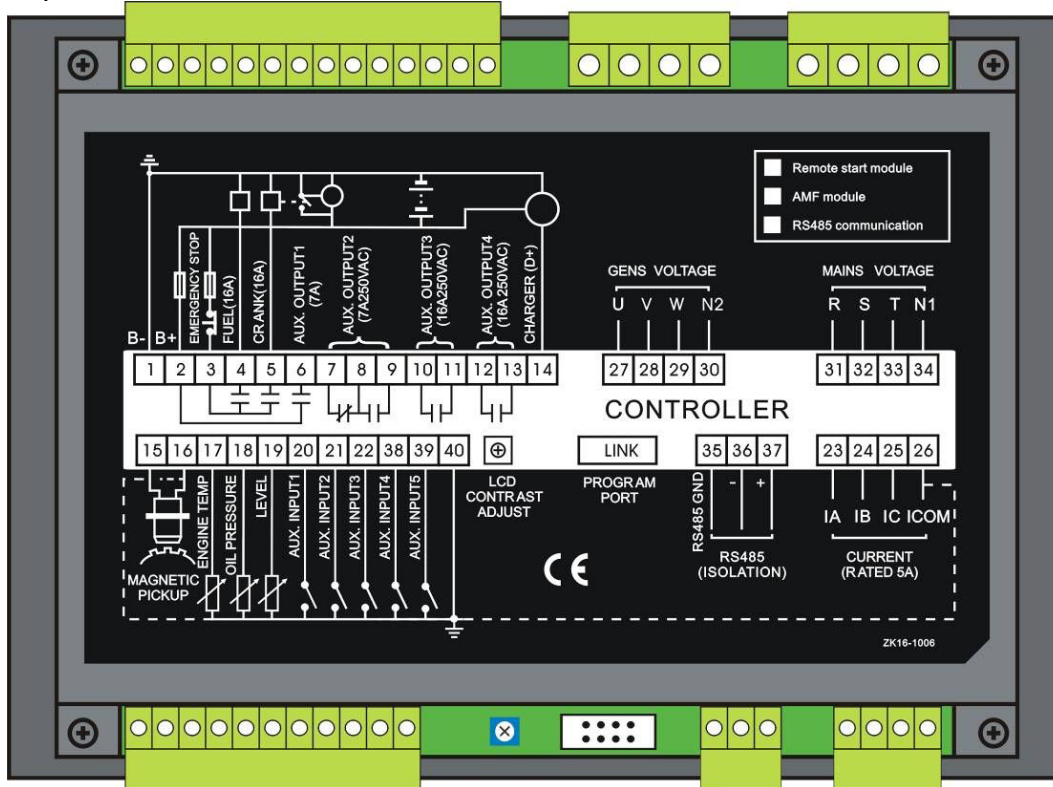 Remote start module
AMF module
RS485 communication
B-
B+
EMERGENCY STOP
FUEL(16A)
CRANK(16A)
AUX. OUTPUT1
(7A)
AUX. OUTPUT2
(7A250VAC)
AUX. OUTPUT3
(16A250VAC)
AUX. OUTPUT4
(16A 250VAC)
CHARGER (D+)
GENS VOLTAGE
U V W N2
MAINS VOLTAGE
R S T N1
1 2 3 4 5 6 7 8 9 10 11 12 13 14
27 28 29 30
31 32 33 34
CONTROLLER
15 16 17 18 19 20 21 22 38 39 40
LINK
35 36 37
23 24 25 26
MAGNETIC
PICKUP
ENGINE TEMP
OIL PRESSURE
LEVEL
AUX. INPUT1
AUX. INPUT2
AUX. INPUT3
AUX. INPUT4
AUX. INPUT5
LCD
CONTRAST
ADJUST
PROGRAM
PORT
RS485 GND
- +
RS485
(ISOLATION)
IA IB IC ICOM
CURRENT
(RATED 5A)
CE
ZK16-1006